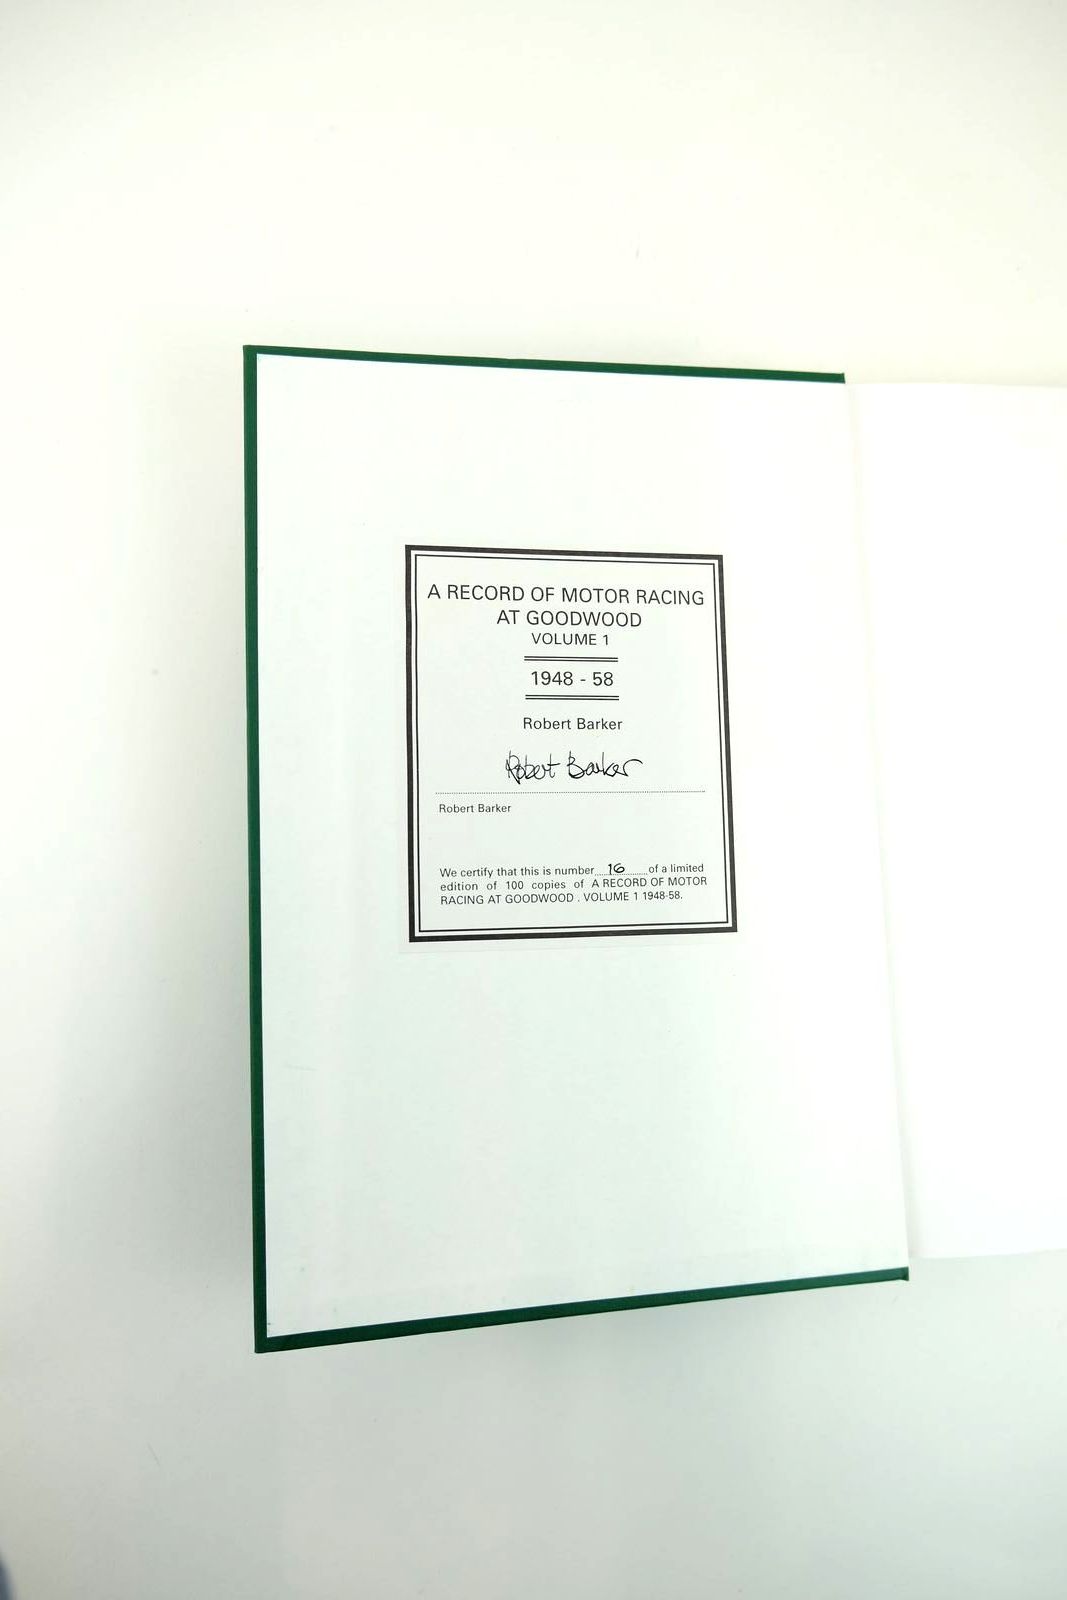 A RECORD OF MOTOR RACING
AT GOODWOOD
VOLUME 1
1948 - 58
Robert Barker
Robert Barker
Robert Barker
We certify that this is number 16 of a limited
edition of 100 copies of A RECORD OF MOTOR
RACING AT GOODWOOD . VOLUME 1 1948-58.